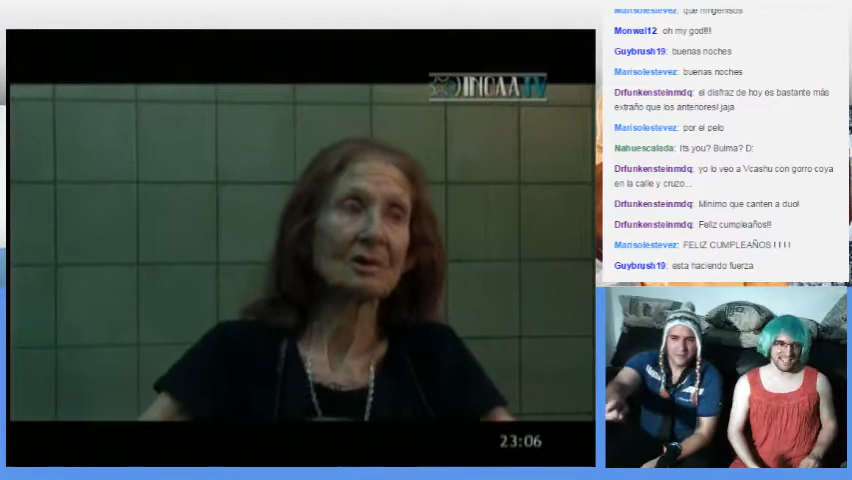 INCAA TV
23:06
Marisolestevez: que ningenisos
Monwal12: oh my god!!!!
Guybrush19: buenas noches
Marisolestevez: buenas noches
Drfunkensteinmdq: el disfraz de hoy es bastante más
extraño que los anteriores! jaja
Marisolestevez: por el pelo
Nahuescalada: Its you? Bulma? D:
Drfunkensteinmdq: yo lo veo a Vcashu con gorro coya
en la calle y cruzo...
Drfunkensteinmdq: Minimo que canten a duo!
Drfunkensteinmdq: Feliz cumpleaños!!
Marisolestevez: FELIZ CUMPLEAÑOS ! ! ! !
Guybrush19: esta haciendo fuerza